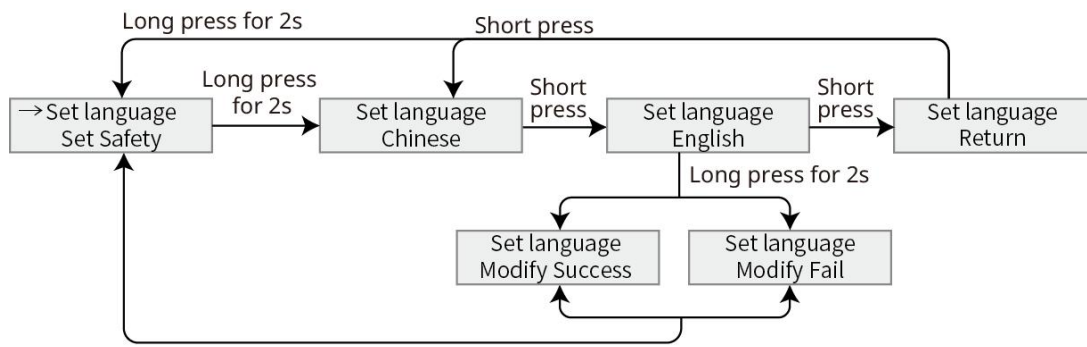 Long press for 2s
Short press
Long press
for 2s
Short
press
Short
press
→Set language
Set Safety
Set language
Chinese
Set language
English
Set language
Return
Long press for 2s
Set language
Modify Success
Set language
Modify Fail